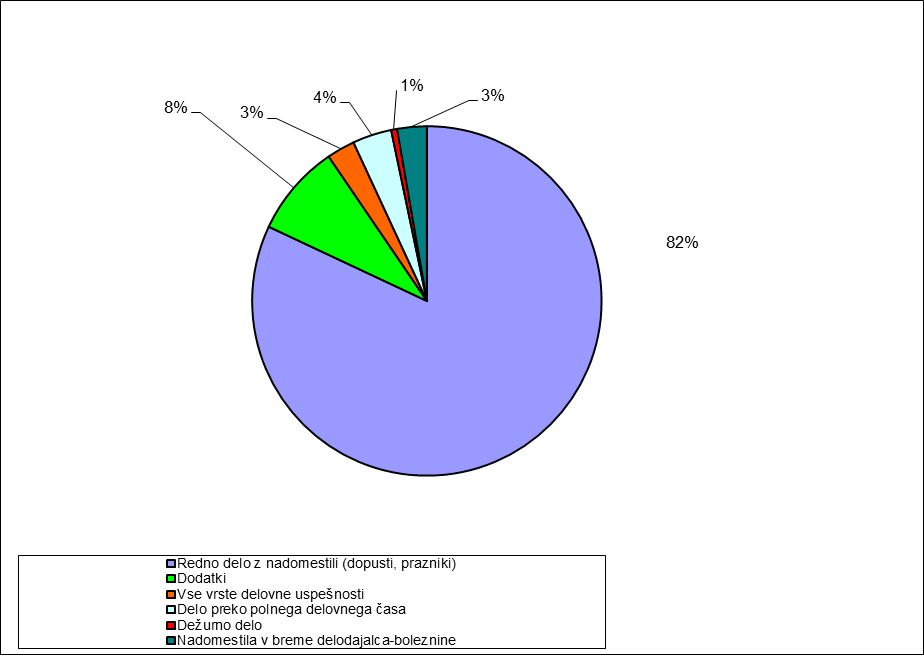 1%
3%
8%
4%
3%
82%
Redno delo z nadomestili (dopusti, prazniki)
Dodatki
Vse vrste delovne uspešnosti
Delo preko polnega delovnega časa
Dežurno delo
Nadomestila v breme delodajalca-boleznine